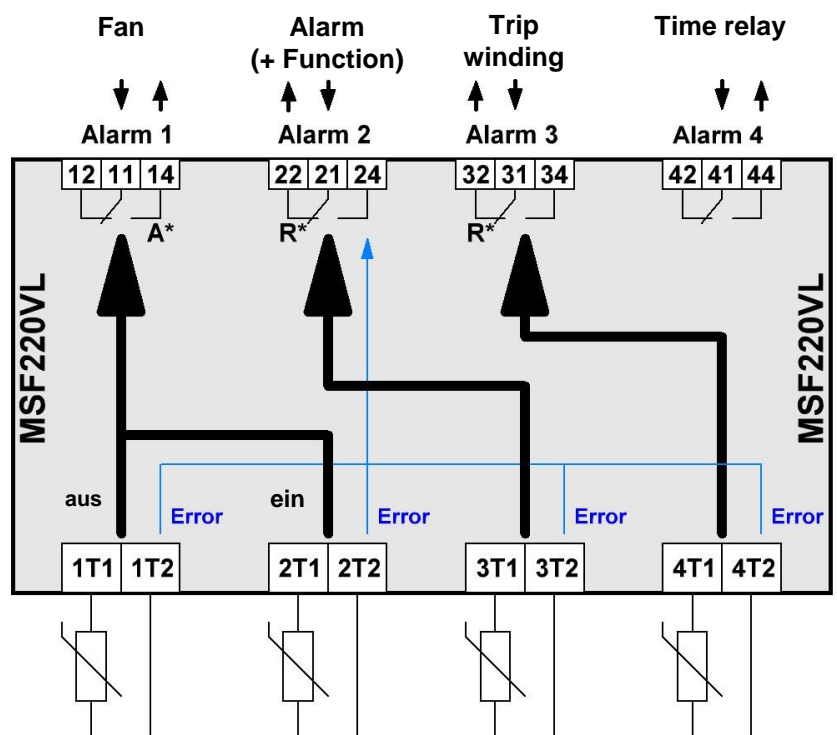 Fan
Alarm
(+ Function)
Trip
winding
Time relay
Alarm 1
Alarm 2
Alarm 3
Alarm 4
12 11 14
22 21 24
32 31 34
42 41 44
A*
R*
R*
MSF220VL
MSF220VL
aus
ein
Error
Error
Error
Error
1T1 1T2
2T1 2T2
3T1 3T2
4T1 4T2